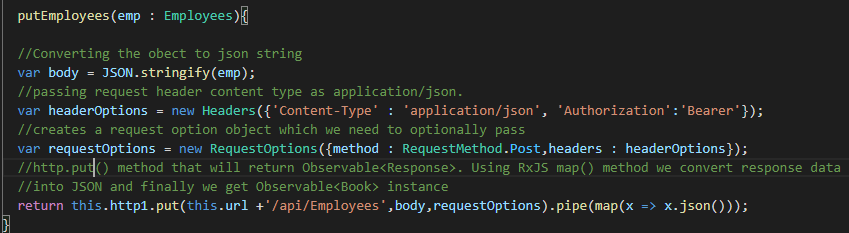 putEmployees(emp : Employees){
//Converting the obect to json string
var body = JSON.stringify(emp);
//passing request header content type as application/json.
var headerOptions = new Headers({'Content-Type' : 'application/json', 'Authorization':'Bearer'});
//creates a request option object which we need to optionally pass
var requestOptions = new RequestOptions({method : RequestMethod.Post,headers : headerOptions});
//http.put() method that will return Observable<Response>. Using RxJS map() method we convert response data
//into JSON and finally we get Observable<Book> instance
return this.http1.put(this.url +'/api/Employees',body,requestOptions).pipe(map(x => x.json()));
}